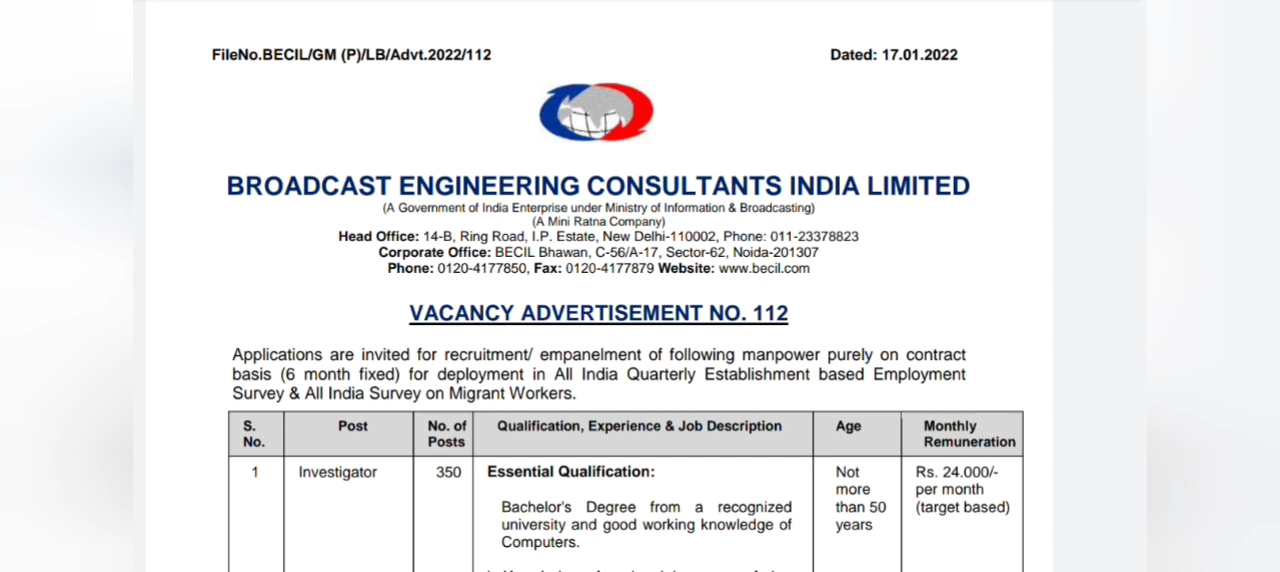 FileNo.BECIL/GM (P)/LB/Advt.2022/112 Dated: 17.01.2022
BROADCAST ENGINEERING CONSULTANTS INDIA LIMITED
(A Government of India Enterprise under Ministry of Information & Broadcasting)
(A Mini Ratna Company)
Head Office: 14-B, Ring Road, I.P. Estate, New Delhi-110002, Phone: 011-23378823
Corporate Office: BECIL Bhawan, C-56/A-17, Sector-62, Noida-201307
Phone: 0120-4177850, Fax: 0120-4177879 Website: www.becil.com
VACANCY ADVERTISEMENT NO. 112
Applications are invited for recruitment/ empanelment of following manpower purely on contract
basis (6 month fixed) for deployment in All India Quarterly Establishment based Employment
Survey & All India Survey on Migrant Workers.
S. No. Post No. of Posts Qualification, Experience & Job Description Age Monthly Remuneration
1 Investigator 350 Essential Qualification:
Bachelor's Degree from a recognized
university and good working knowledge of
Computers.
Not
more
than 50
years
Rs. 24.000/-
per month
(target based)